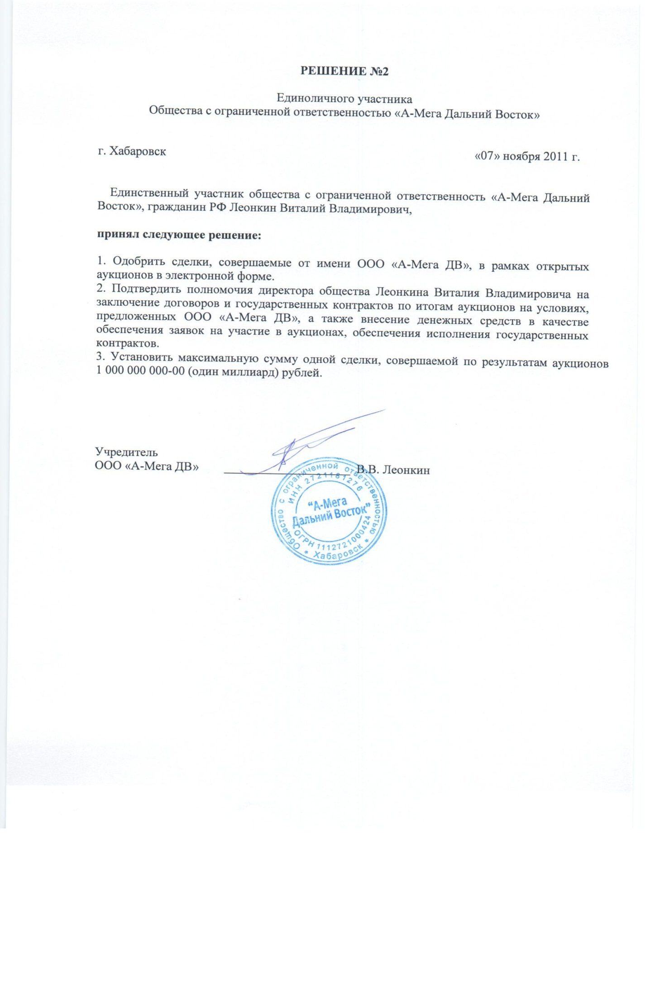 РЕШЕНИЕ №2
Единоличного участника
Общества с ограниченной ответственностью «А-Мега Дальний Восток»
г. Хабаровск
«07» ноября 2011 г.
Единственный участник общества с ограниченной ответственность «А-Мега Дальний
Восток», гражданин РФ Леонкин Виталий Владимирович,
принял следующее решение:
1. Одобрить сделки, совершаемые от имени ООО «А-Мега ДВ», в рамках открытых
аукционов в электронной форме.
2. Подтвердить полномочия директора общества Леонкина Виталия Владимировича на
заключение договоров и государственных контрактов по итогам аукционов на условиях,
предложенных ООО «А-Мега ДВ», а также внесение денежных средств в качестве
обеспечения заявок на участие в аукционах, обеспечения исполнения государственных
контрактов.
3. Установить максимальную сумму одной сделки, совершаемой по результатам аукционов
1 000 000 000-00 (один миллиард) рублей.
Учредитель
ООО «А-Мега ДВ»
В.В. Леонкин
Общество с ограниченной ответственностью
ИНН 2721181276
“А-Мега
Дальний Восток”
ОГРН 1112721000424
* Хабаровск *